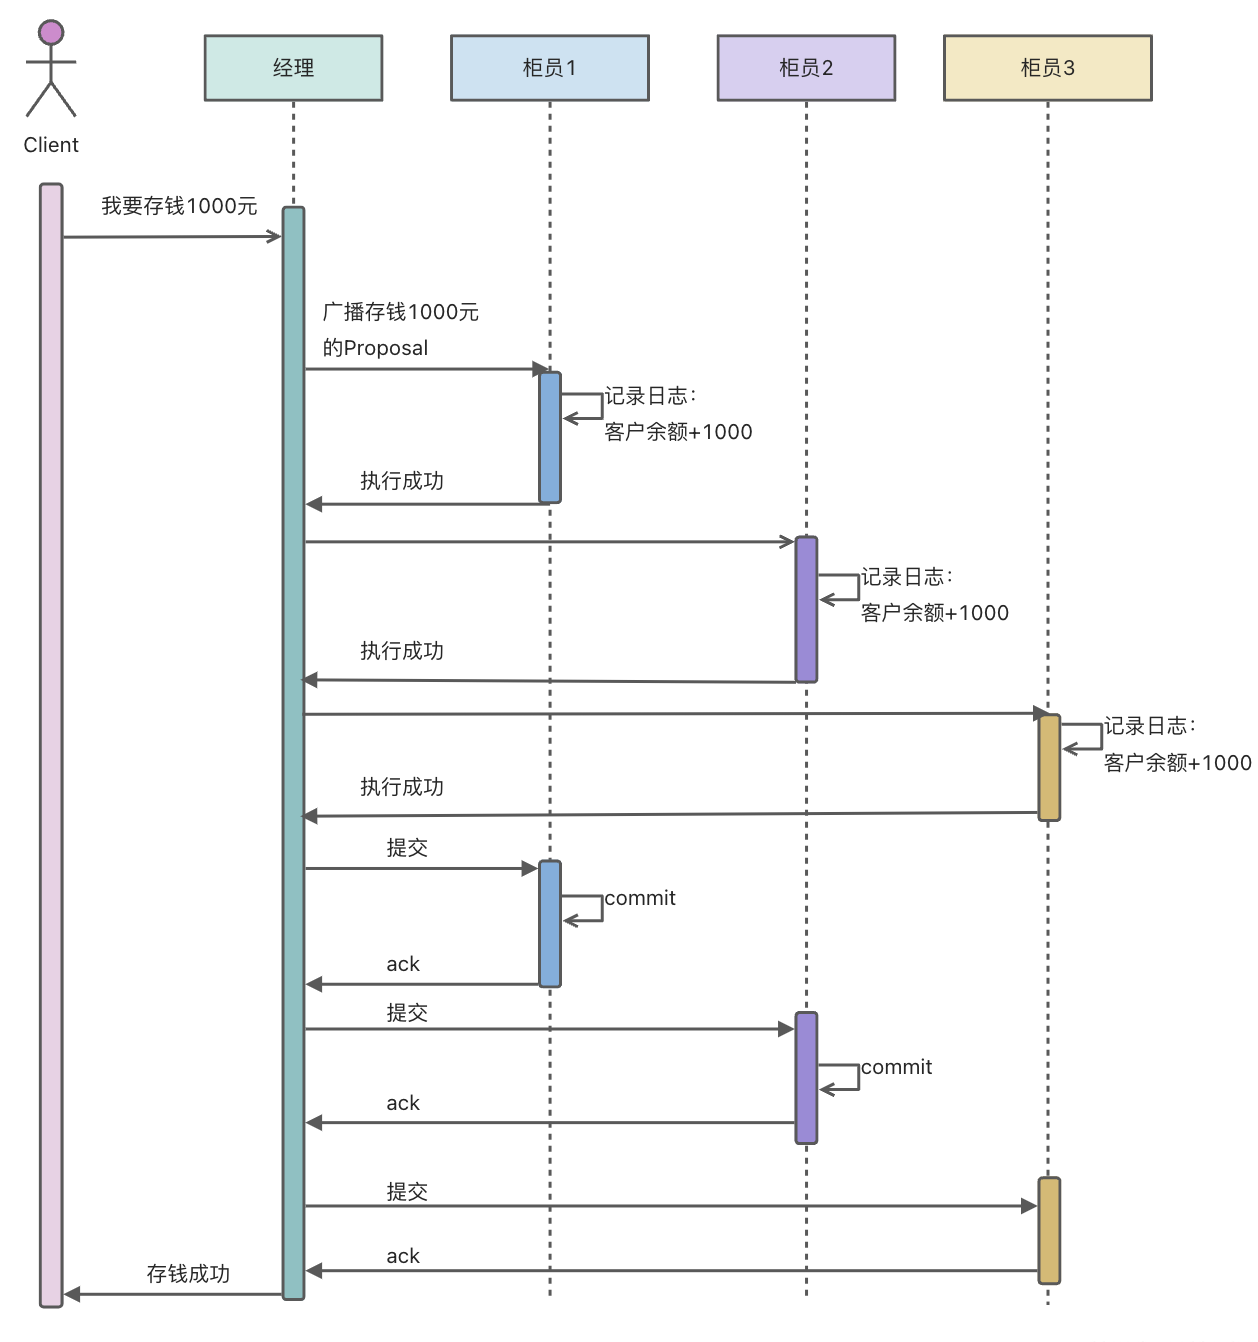 经理
柜员1
柜员2
柜员3
Client
我要存钱1000元
广播存钱1000元
的Proposal
记录日志：
客户余额+1000
执行成功
记录日志：
客户余额+1000
执行成功
记录日志：
客户余额+1000
执行成功
提交
commit
ack
提交
commit
ack
提交
ack
存钱成功